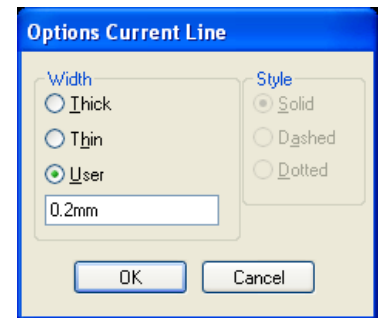 Options Current Line
Width
Thick
Thin
User
0.2mm
Style
Solid
Dashed
Dotted
OK
Cancel